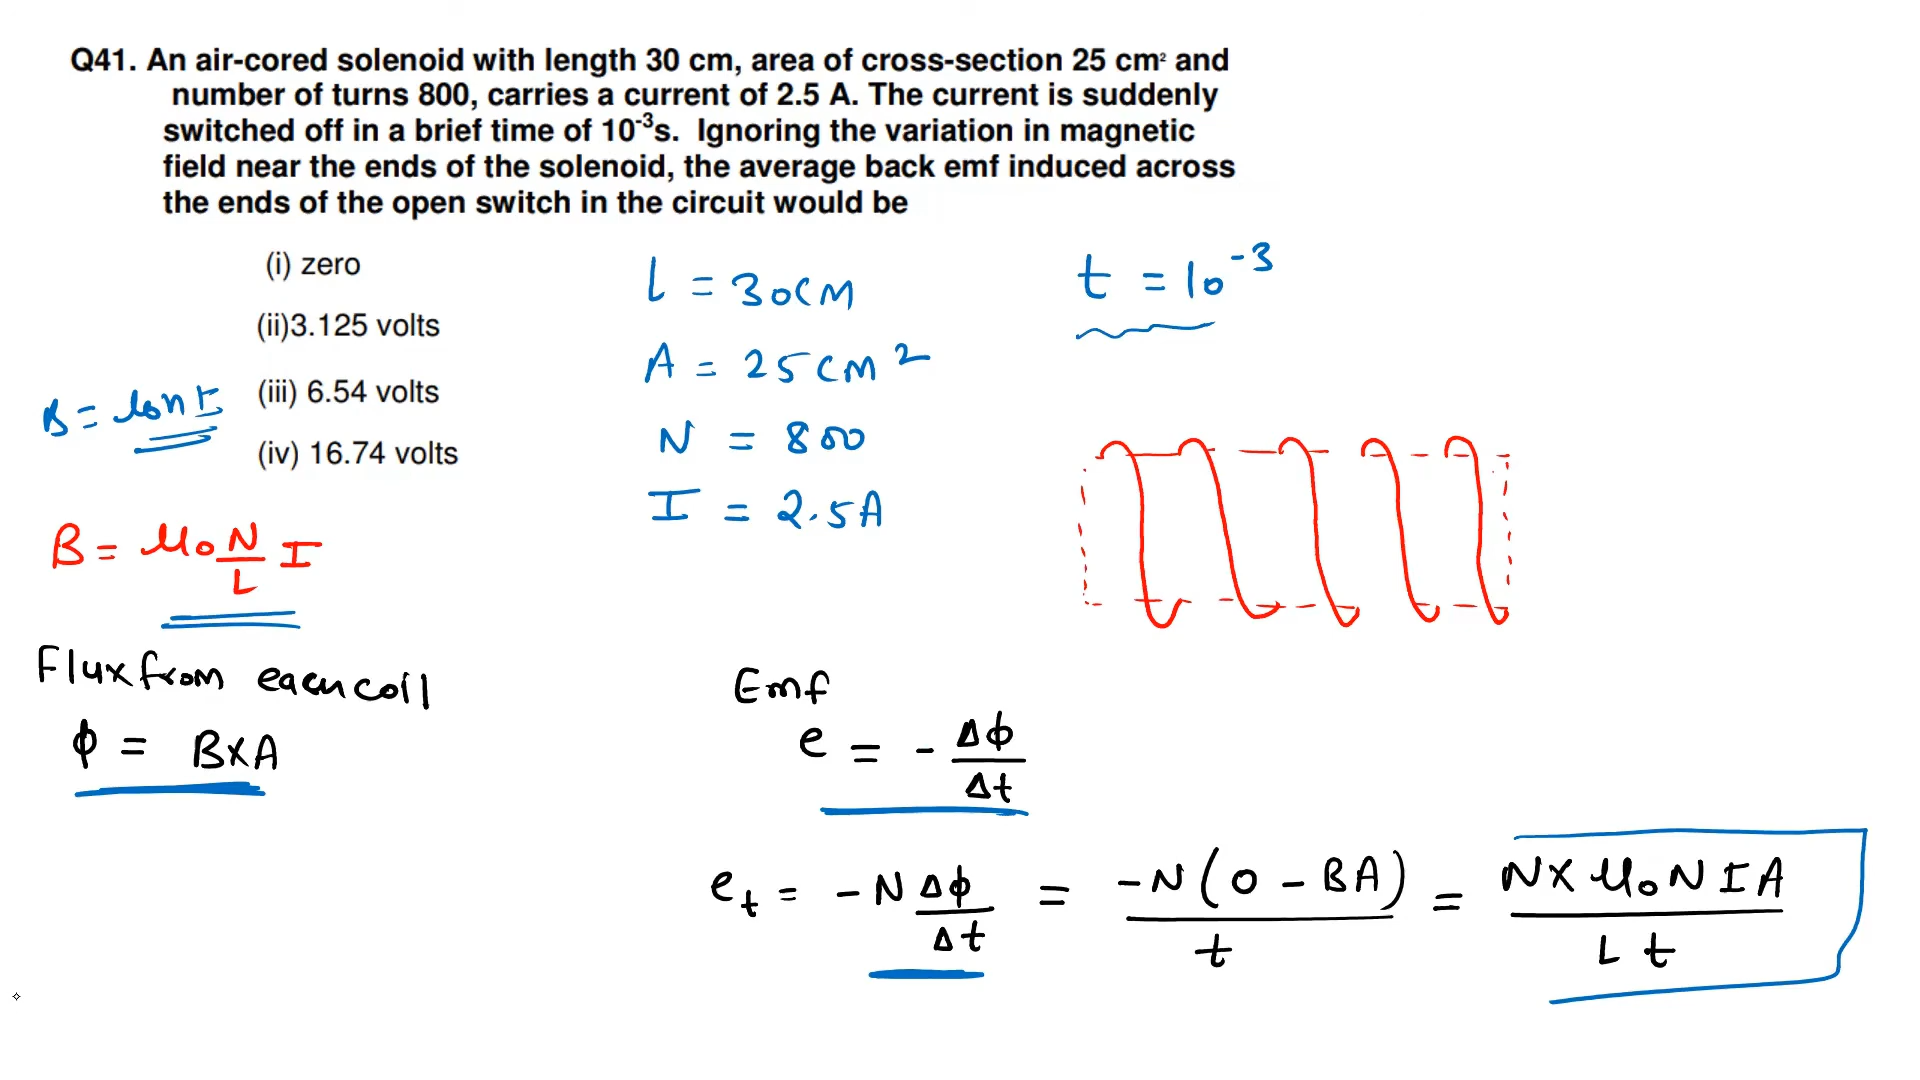 Q41. An air-cored solenoid with length 30 cm, area of cross-section 25 cm² and
number of turns 800, carries a current of 2.5 A. The current is suddenly
switched off in a brief time of 10⁻³s. Ignoring the variation in magnetic
field near the ends of the solenoid, the average back emf induced across
the ends of the open switch in the circuit would be
(i) zero
(ii)3.125 volts
(iii) 6.54 volts
(iv) 16.74 volts
B = μ₀nI
B = μ₀ N/L I
Flux from each coil
ϕ = B×A
l = 30cm
A = 25cm²
N = 800
I = 2.5A
t = 10⁻³
Emf
e = - Δϕ/Δt
eₜ = -N Δϕ/Δt = -N(0 - BA)/t = N× μ₀NIA/L t